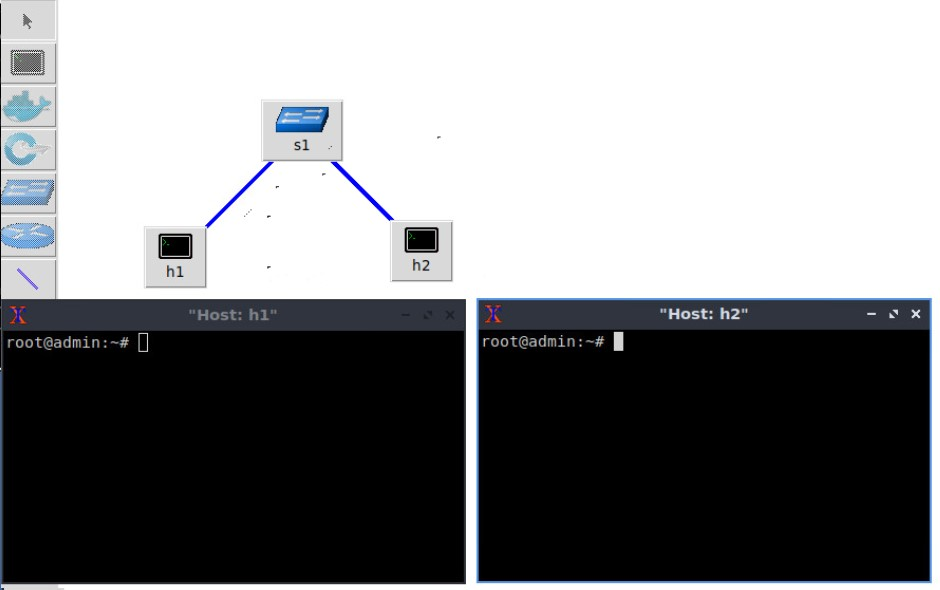 s1
h1
h2
"Host: h1"
root@admin:~#
"Host: h2"
root@admin:~#